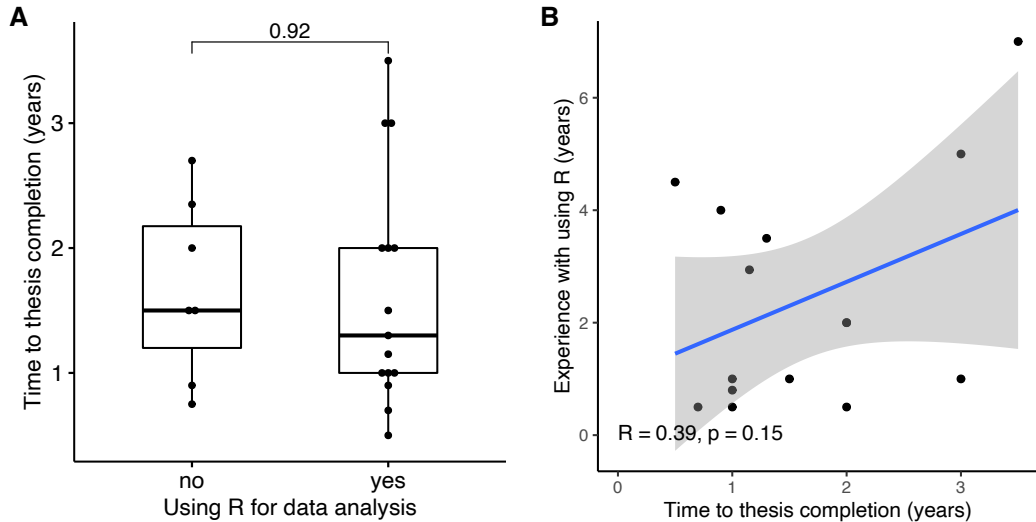 A
0.92
Time to thesis completion (years)
3
2
1
no
yes
Using R for data analysis
B
Experience with using R (years)
6
4
2
0
R = 0.39, p = 0.15
0
1
2
3
Time to thesis completion (years)